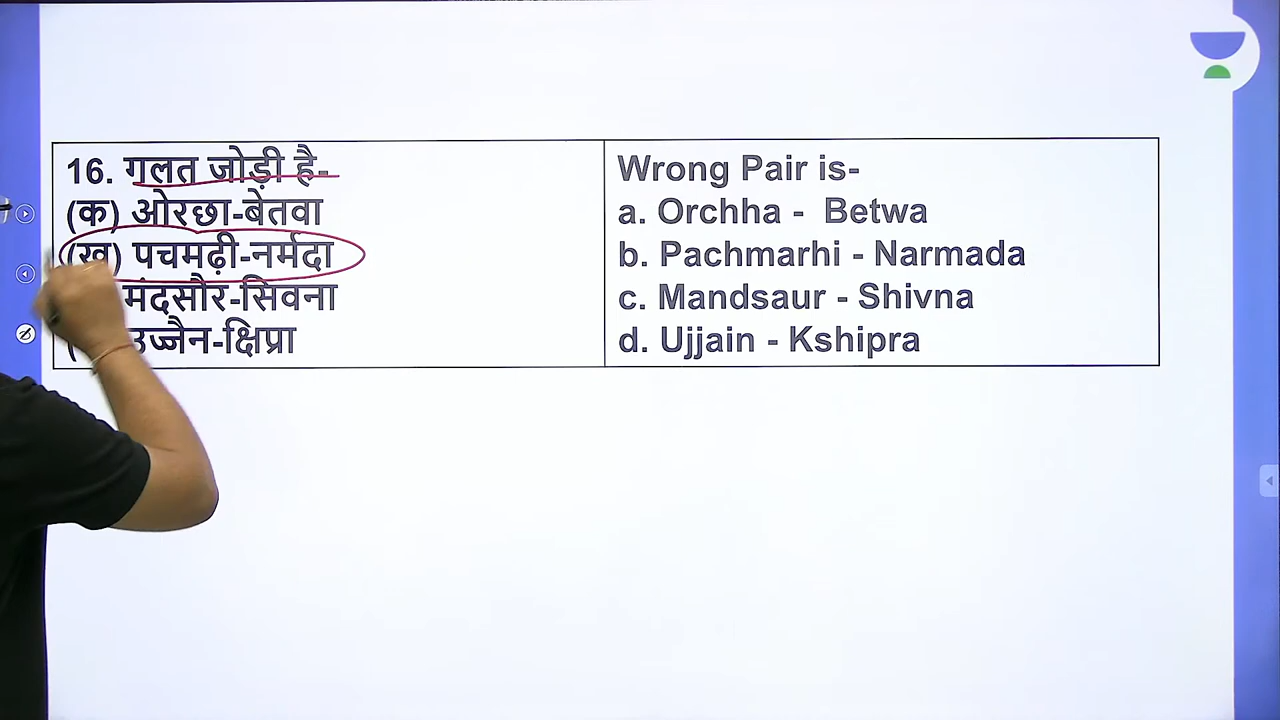 16. गलत जोड़ी है-
(क) ओरछा-बेतवा
(ख) पचमढ़ी-नर्मदा
मंदसौर-सिवना
उज्जैन-क्षिप्रा
Wrong Pair is-
a. Orchha - Betwa
b. Pachmarhi - Narmada
c. Mandsaur - Shivna
d. Ujjain - Kshipra